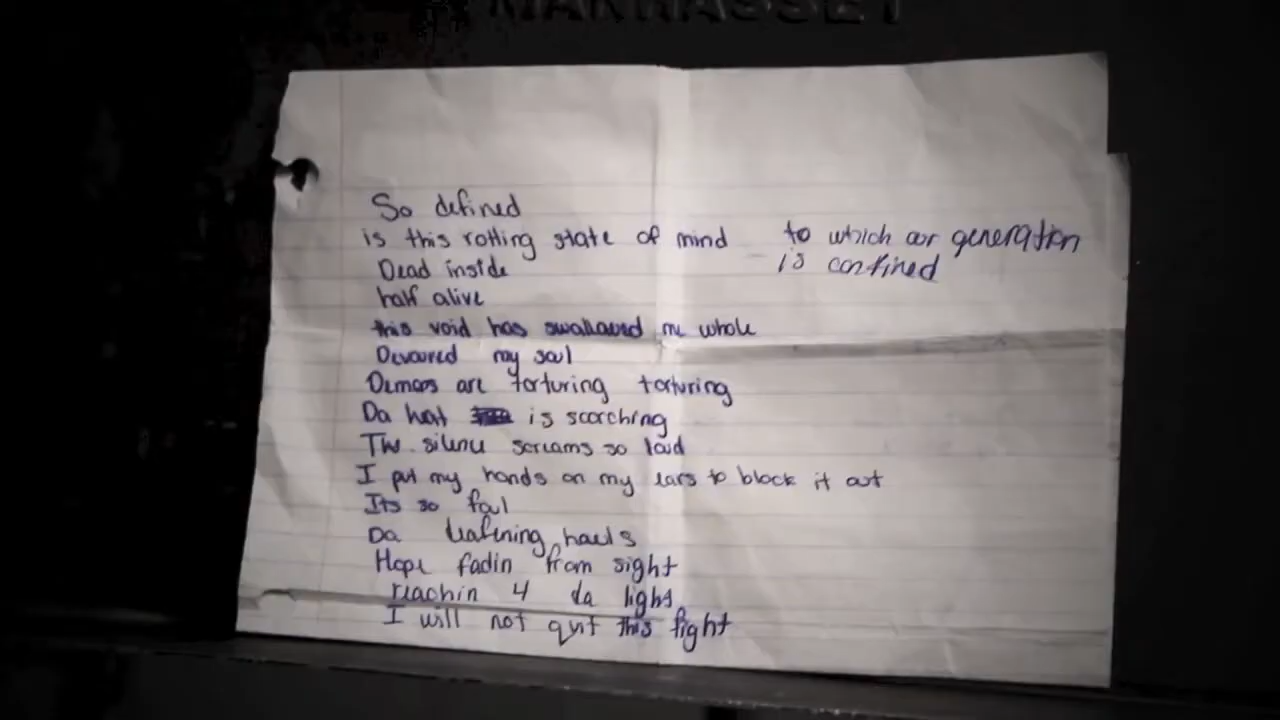 MANHASSET
So defined
is this rotting state of mind to which our generation
is confined
Dead inside
half alive
this void has swallowed me whole
Devoured my soul
Demons are torturing torturing
Da heat is scorching
The silence screams so loud
I put my hands on my ears to block it out
Its so foul
Da deafening howls
Hope fadin from sight
reachin 4 da light
I will not quit this fight